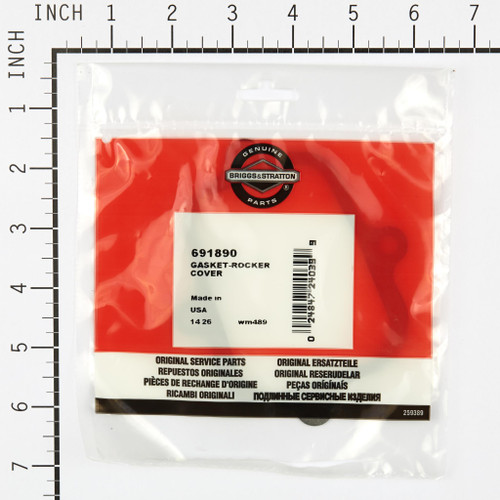 INCH 1 2 3 4 5 6 7
INCH
1
2
3
4
5
6
7
GENUINE
BRIGGS&STRATTON
®
PARTS
691890
GASKET-ROCKER
COVER
Made in
USA
14 26 wm489
0 24847 24039 9
ORIGINAL SERVICE PARTS
REPUESTOS ORIGINALES
PIÈCES DE RECHANGE D'ORIGINE
RICAMBI ORIGINALI
ORIGINAL ERSATZTEILE
ORIGINAL RESERUDELAR
PEÇAS ORIGÍNAIS
ПОДЛИННЫЕ СЕРВИСНЫЕ ИЗДЕЛИЯ
259389